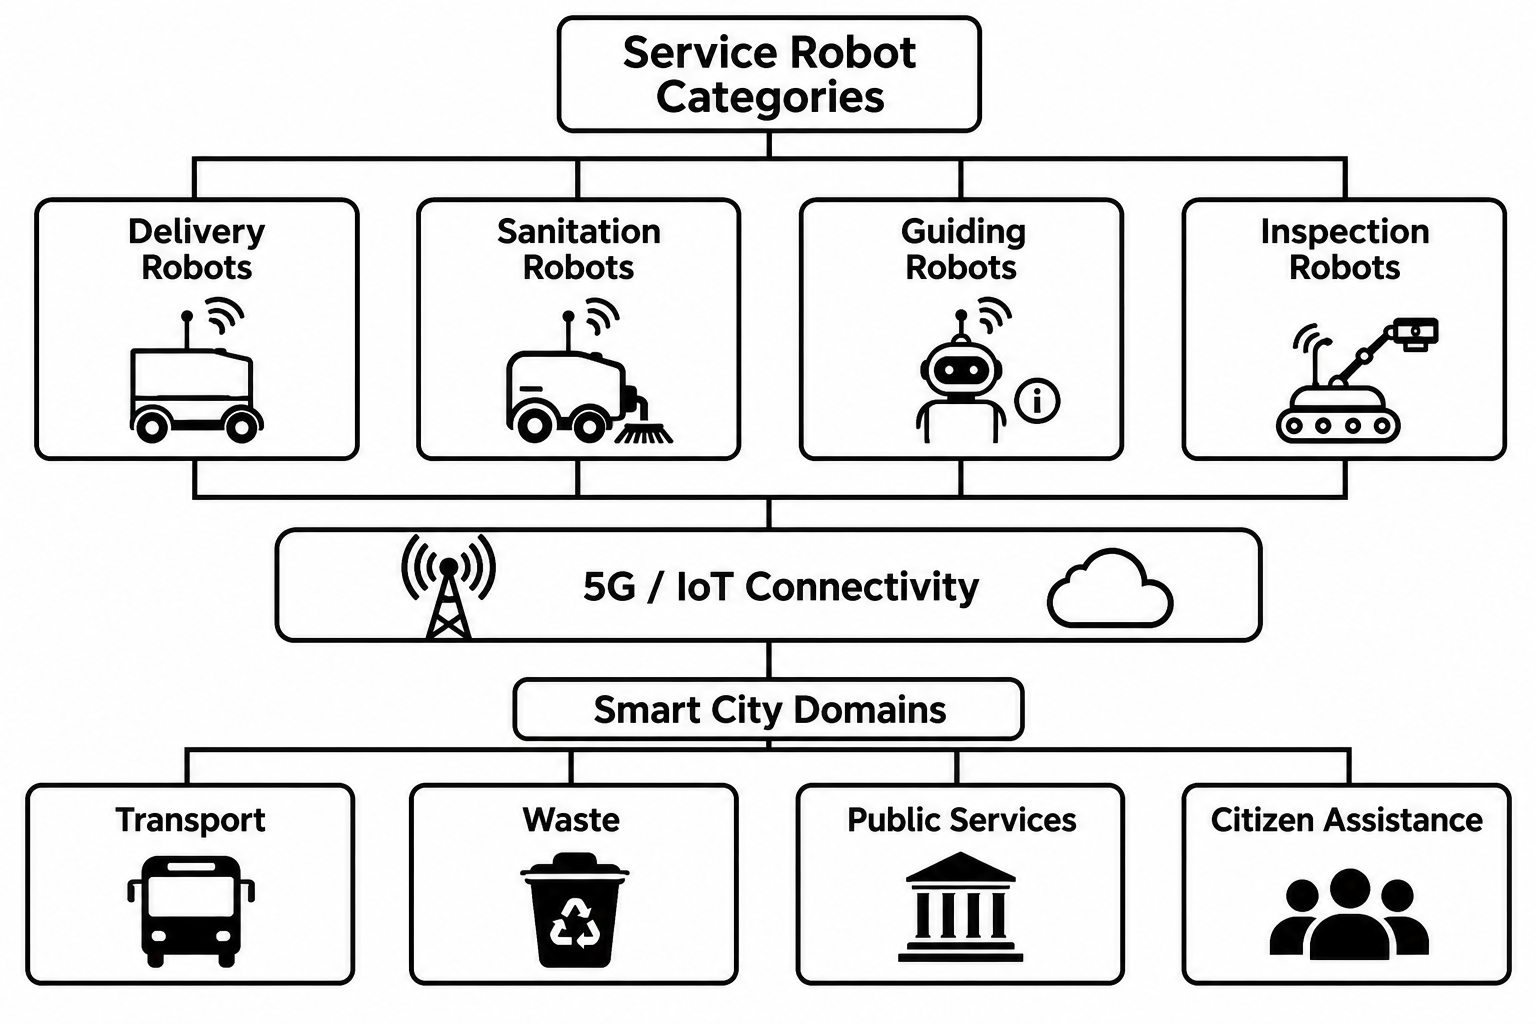 Service Robot
Categories
Delivery
Robots
Sanitation
Robots
Guiding
Robots
i
Inspection
Robots
5G / IoT Connectivity
Smart City Domains
Transport
Waste
Public Services
Citizen Assistance